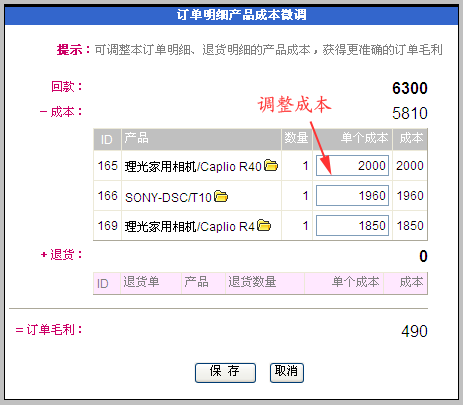 订单明细产品成本微调
提示：可调整本订单明细、退货明细的产品成本，获得更准确的订单毛利
回款： 6300
－成本： 5810
调整成本
ID 产品 数量 单个成本 成本
165 理光家用相机/Caplio R40 1 2000 2000
166 SONY-DSC/T10 1 1960 1960
169 理光家用相机/Caplio R4 1 1850 1850
＋退货： 0
ID 退货单 产品 退货数量 单个成本 成本
＝订单毛利： 490
保 存 取消